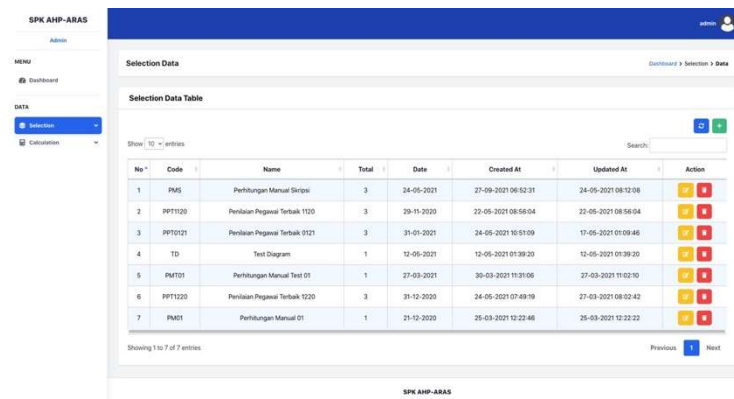 SPK AHP-ARAS
admin
Admin
MENU
Dashboard
DATA
Selection
Calculation
Selection Data
Dashboard > Selection > Data
Selection Data Table
Show 10 entries
Search:
No Code Name Total Date Created At Updated At Action
1 PMS Perhitungan Manual Skripsi 3 24-05-2021 27-09-2021 06:52:31 24-05-2021 08:12:08
2 PPT1120 Penilaian Pegawai Terbaik 1120 3 29-11-2020 22-05-2021 08:56:04 22-05-2021 08:56:04
3 PPT0121 Penilaian Pegawai Terbaik 0121 3 31-01-2021 24-05-2021 10:51:09 17-05-2021 01:09:46
4 TD Test Diagram 1 12-05-2021 12-05-2021 01:39:20 12-05-2021 01:39:20
5 PMT01 Perhitungan Manual Test 01 1 27-03-2021 30-03-2021 11:31:06 27-03-2021 11:02:10
6 PPT1220 Penilaian Pegawai Terbaik 1220 3 31-12-2020 24-05-2021 07:49:19 27-03-2021 08:02:42
7 PM01 Perhitungan Manual 01 1 21-12-2020 25-03-2021 12:22:46 25-03-2021 12:22:22
Showing 1 to 7 of 7 entries
Previous 1 Next
SPK AHP-ARAS